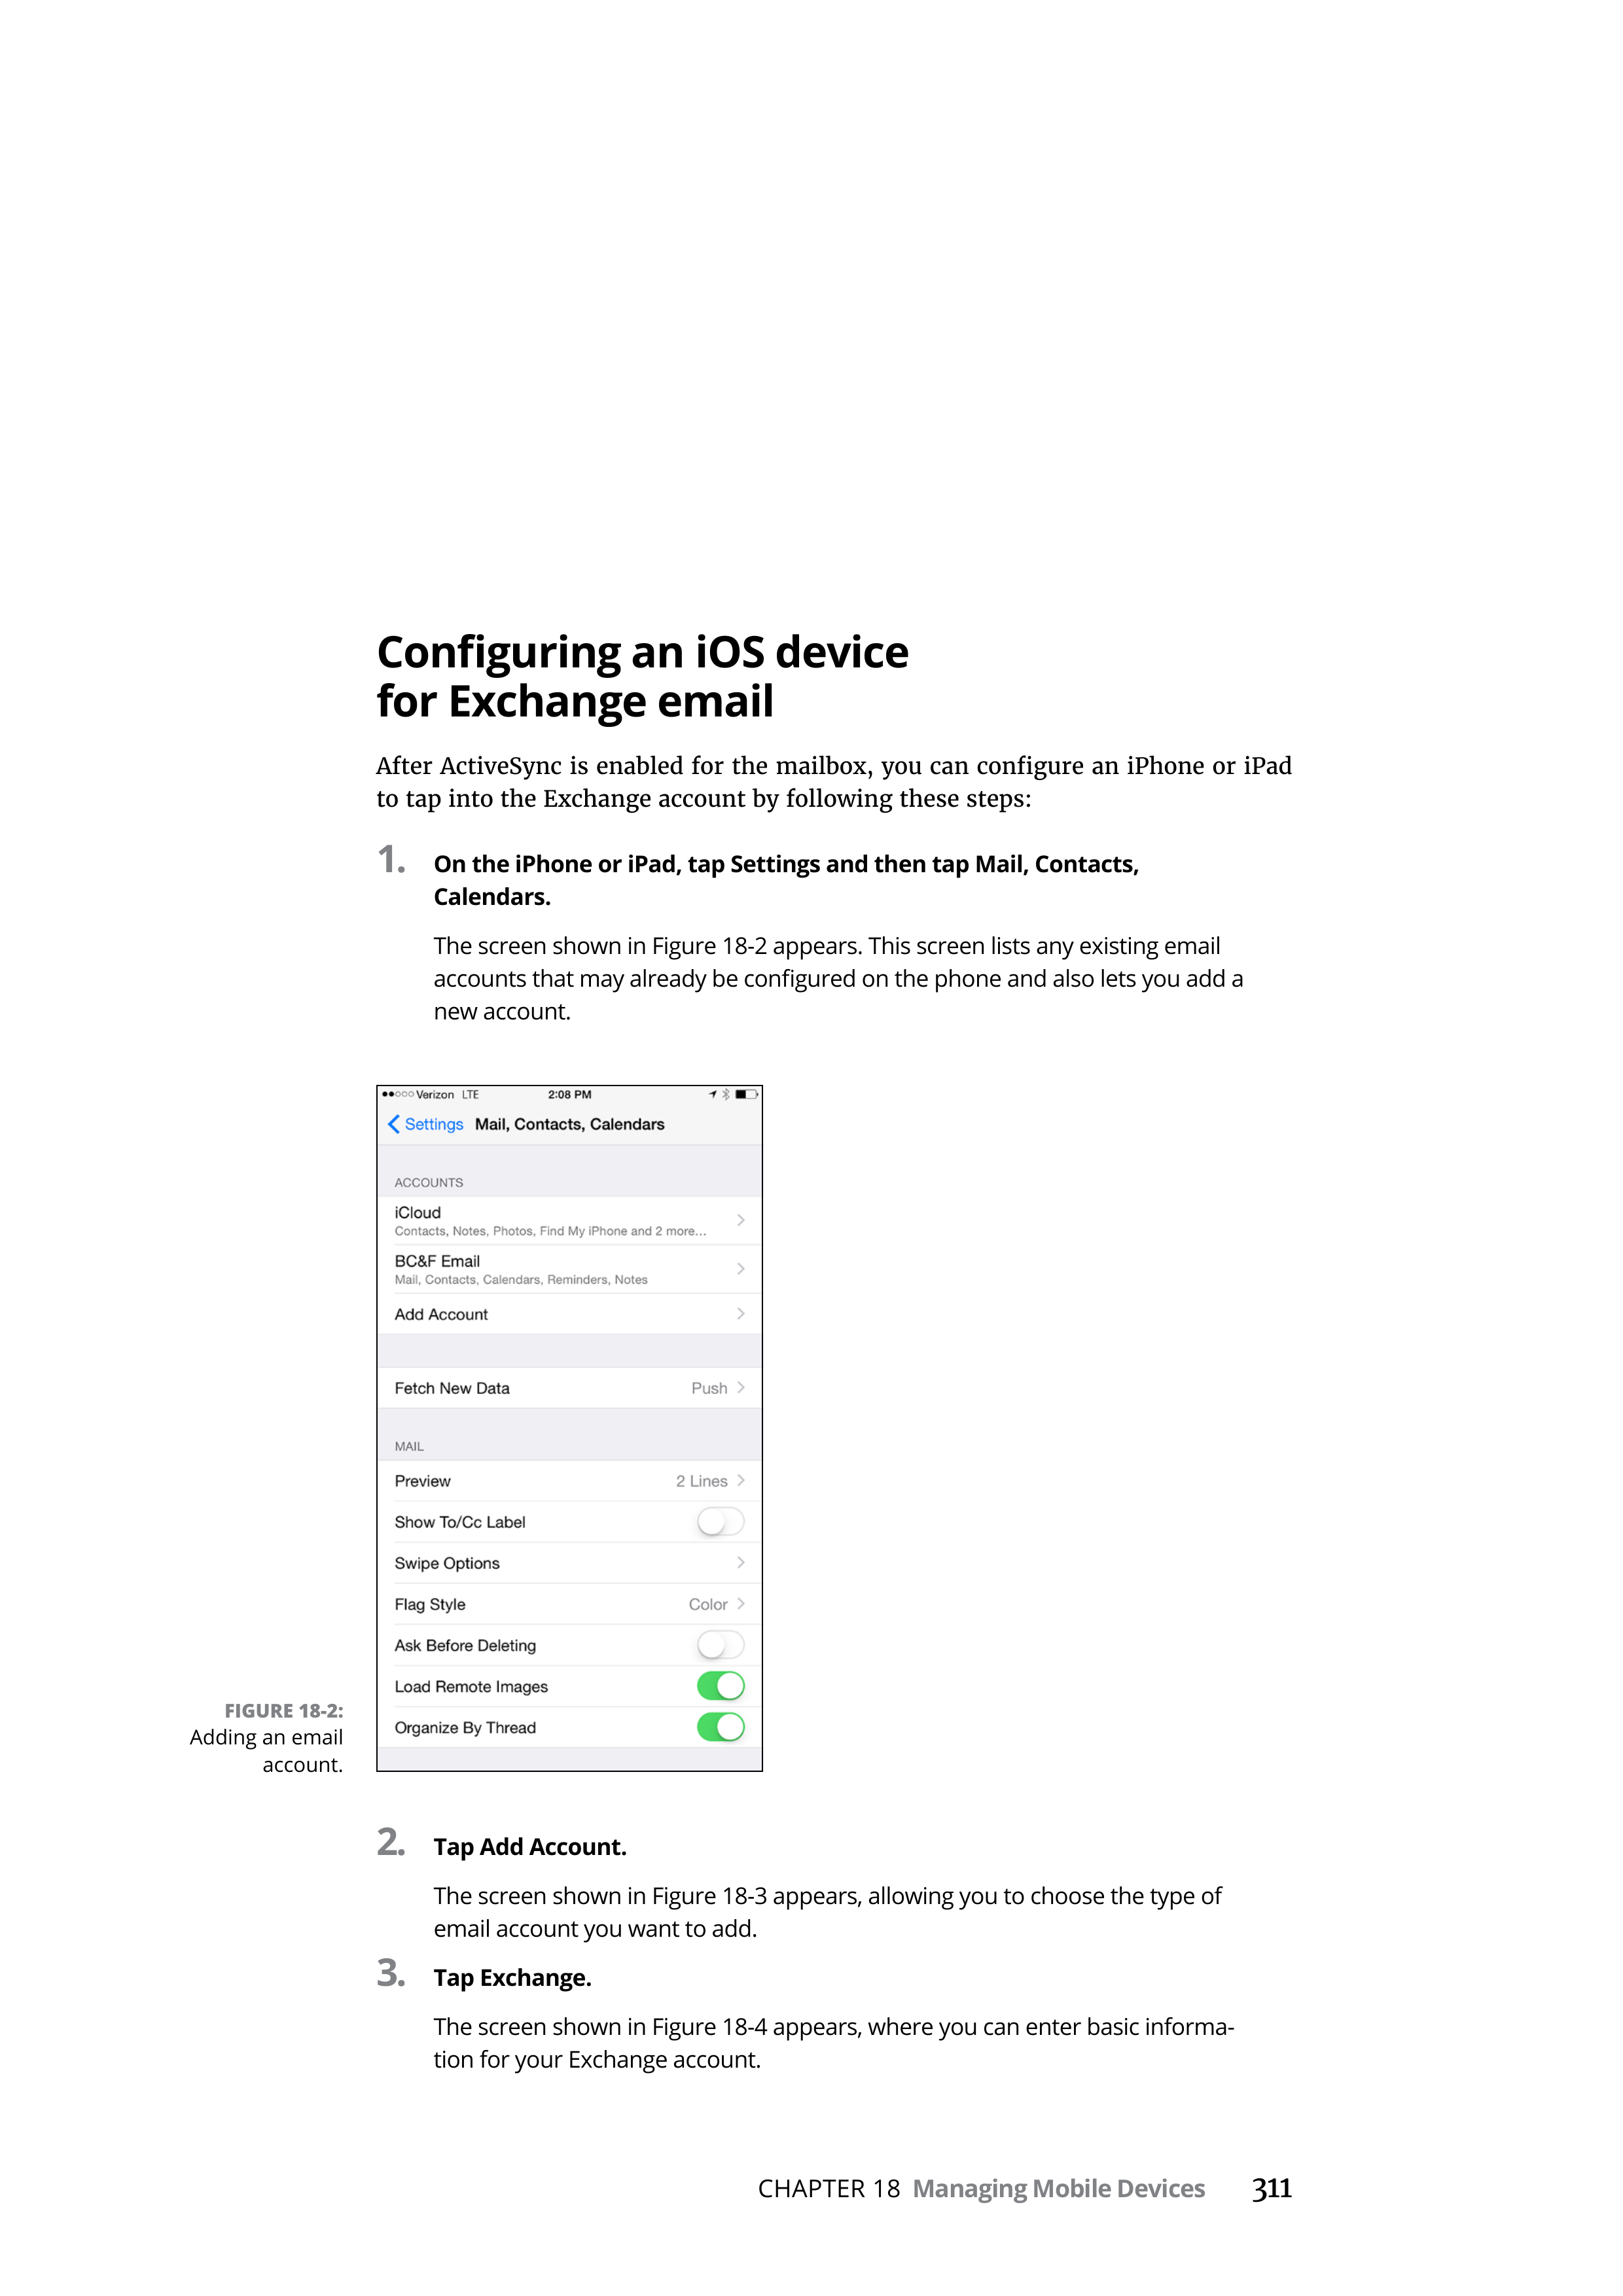 Configuring an iOS device
for Exchange email
After ActiveSync is enabled for the mailbox, you can configure an iPhone or iPad
to tap into the Exchange account by following these steps:
1. On the iPhone or iPad, tap Settings and then tap Mail, Contacts,
Calendars.
The screen shown in Figure 18-2 appears. This screen lists any existing email
accounts that may already be configured on the phone and also lets you add a
new account.
Verizon LTE 2:08 PM
Settings Mail, Contacts, Calendars
ACCOUNTS
iCloud
Contacts, Notes, Photos, Find My iPhone and 2 more...
BC&F Email
Mail, Contacts, Calendars, Reminders, Notes
Add Account
Fetch New Data Push
MAIL
Preview 2 Lines
Show To/Cc Label
Swipe Options
Flag Style Color
Ask Before Deleting
Load Remote Images
Organize By Thread
FIGURE 18-2:
Adding an email
account.
2. Tap Add Account.
The screen shown in Figure 18-3 appears, allowing you to choose the type of
email account you want to add.
3. Tap Exchange.
The screen shown in Figure 18-4 appears, where you can enter basic informa-
tion for your Exchange account.
CHAPTER 18 Managing Mobile Devices 311